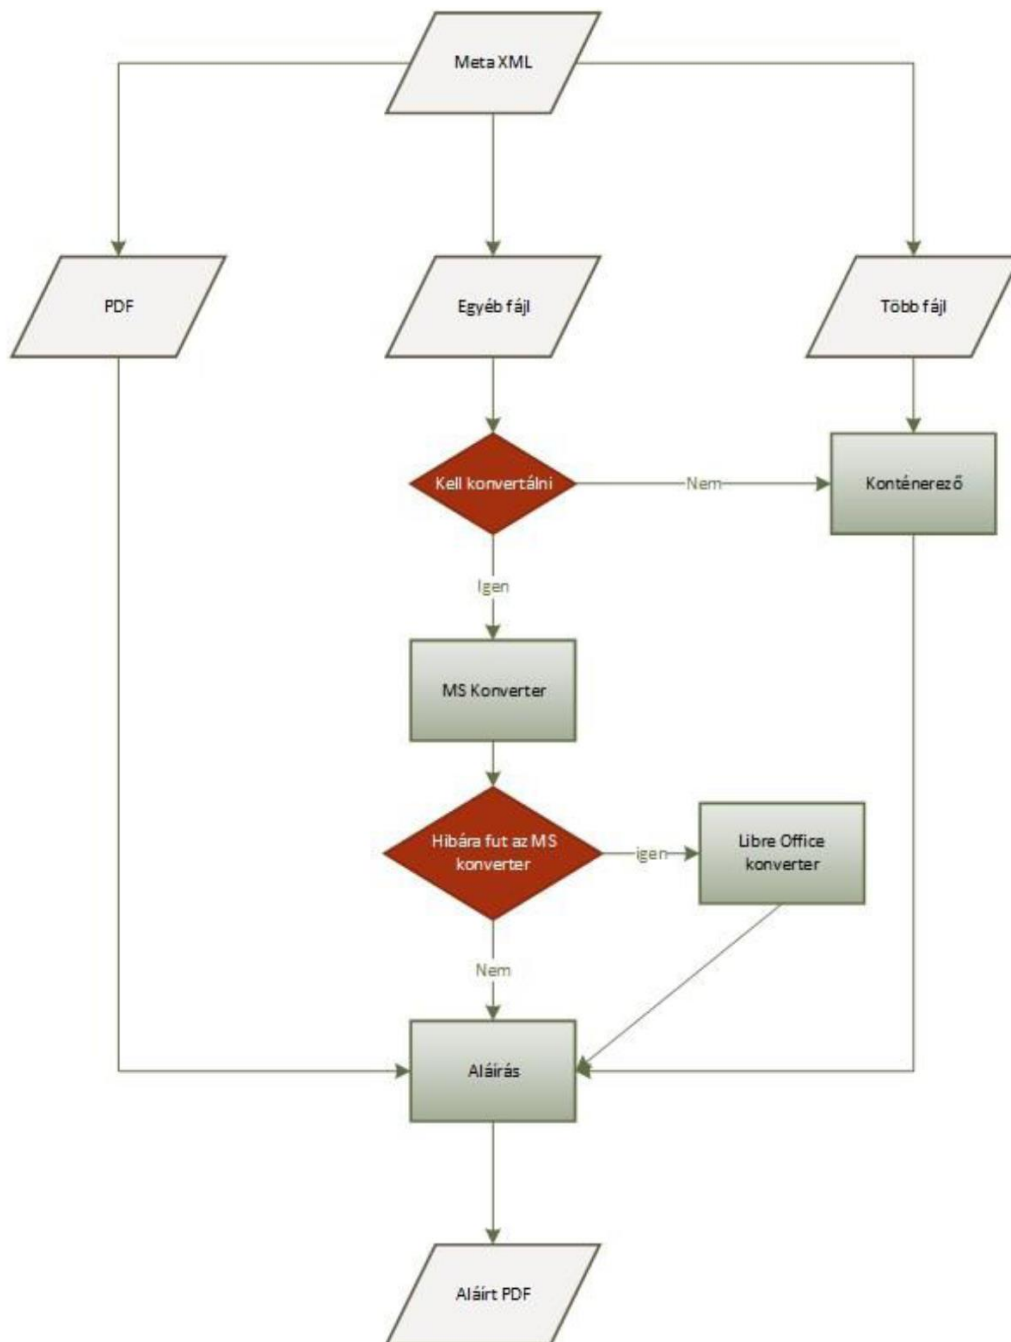 Meta XML
PDF
Egyéb fájl
Több fájl
Kell konvertálni
Nem
Konténerező
Igen
MS Konverter
Hibára fut az MS
konverter
igen
Libre Office
konverter
Nem
Aláírás
Aláírt PDF